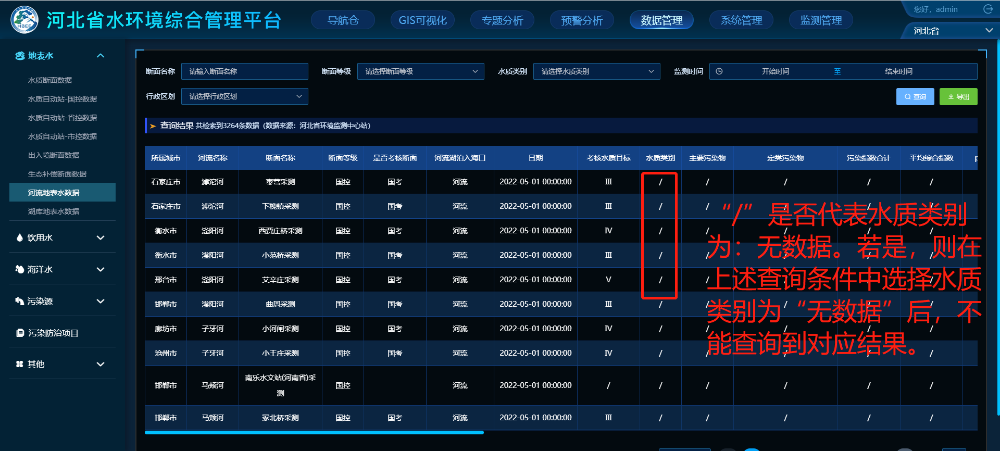 HBEF
河北省水环境综合管理平台
导航仓 GIS可视化 专题分析 预警分析 数据管理 系统管理 监测管理
您好，admin
河北省
地表水
水质断面数据
水质自动站-国控数据
水质自动站-省控数据
水质自动站-市控数据
出入境断面数据
生态补偿断面数据
河流地表水数据
湖库地表水数据
饮用水
海洋水
污染源
污染防治项目
其他
断面名称 请输入断面名称 断面等级 请选择断面等级 水质类别 请选择水质类别 监测时间 开始时间 至 结束时间
行政区划 请选择行政区划 查询 导出
查询结果 共检索到3264条数据（数据来源：河北省环境监测中心站）
所属城市 河流名称 断面名称 断面等级 是否考核断面 河流湖泊入海口 日期 考核水质目标 水质类别 主要污染物 定类污染物 污染指数合计 平均综合指数 p
石家庄市 滹沱河 枣营采测 国控 国考 河流 2022-05-01 00:00:00 III / / / / /
石家庄市 滹沱河 下槐镇采测 国控 国考 河流 2022-05-01 00:00:00 III / / / / /
衡水市 滏阳河 西贾庄桥采测 国控 国考 河流 2022-05-01 00:00:00 IV / / / / /
衡水市 滏阳河 小范桥采测 国控 国考 河流 2022-05-01 00:00:00 III / / / / /
邢台市 滏阳河 艾辛庄采测 国控 国考 河流 2022-05-01 00:00:00 V / / / / /
邯郸市 滏阳河 曲周采测 国控 国考 河流 2022-05-01 00:00:00 III / / / / /
廊坊市 子牙河 小河闸采测 国控 国考 河流 2022-05-01 00:00:00 IV / / / / /
沧州市 子牙河 小王庄采测 国控 国考 河流 2022-05-01 00:00:00 IV / / / / /
邯郸市 马颊河 南乐水文站(河南省)采测 国控 河流 2022-05-01 00:00:00 / / / / / /
邯郸市 马颊河 冢北桥采测 国控 国考 河流 2022-05-01 00:00:00 III / / / / /
“/”是否代表水质类别
为：无数据。若是，则在
上述查询条件中选择水质
类别为“无数据”后，不
能查询到对应结果。